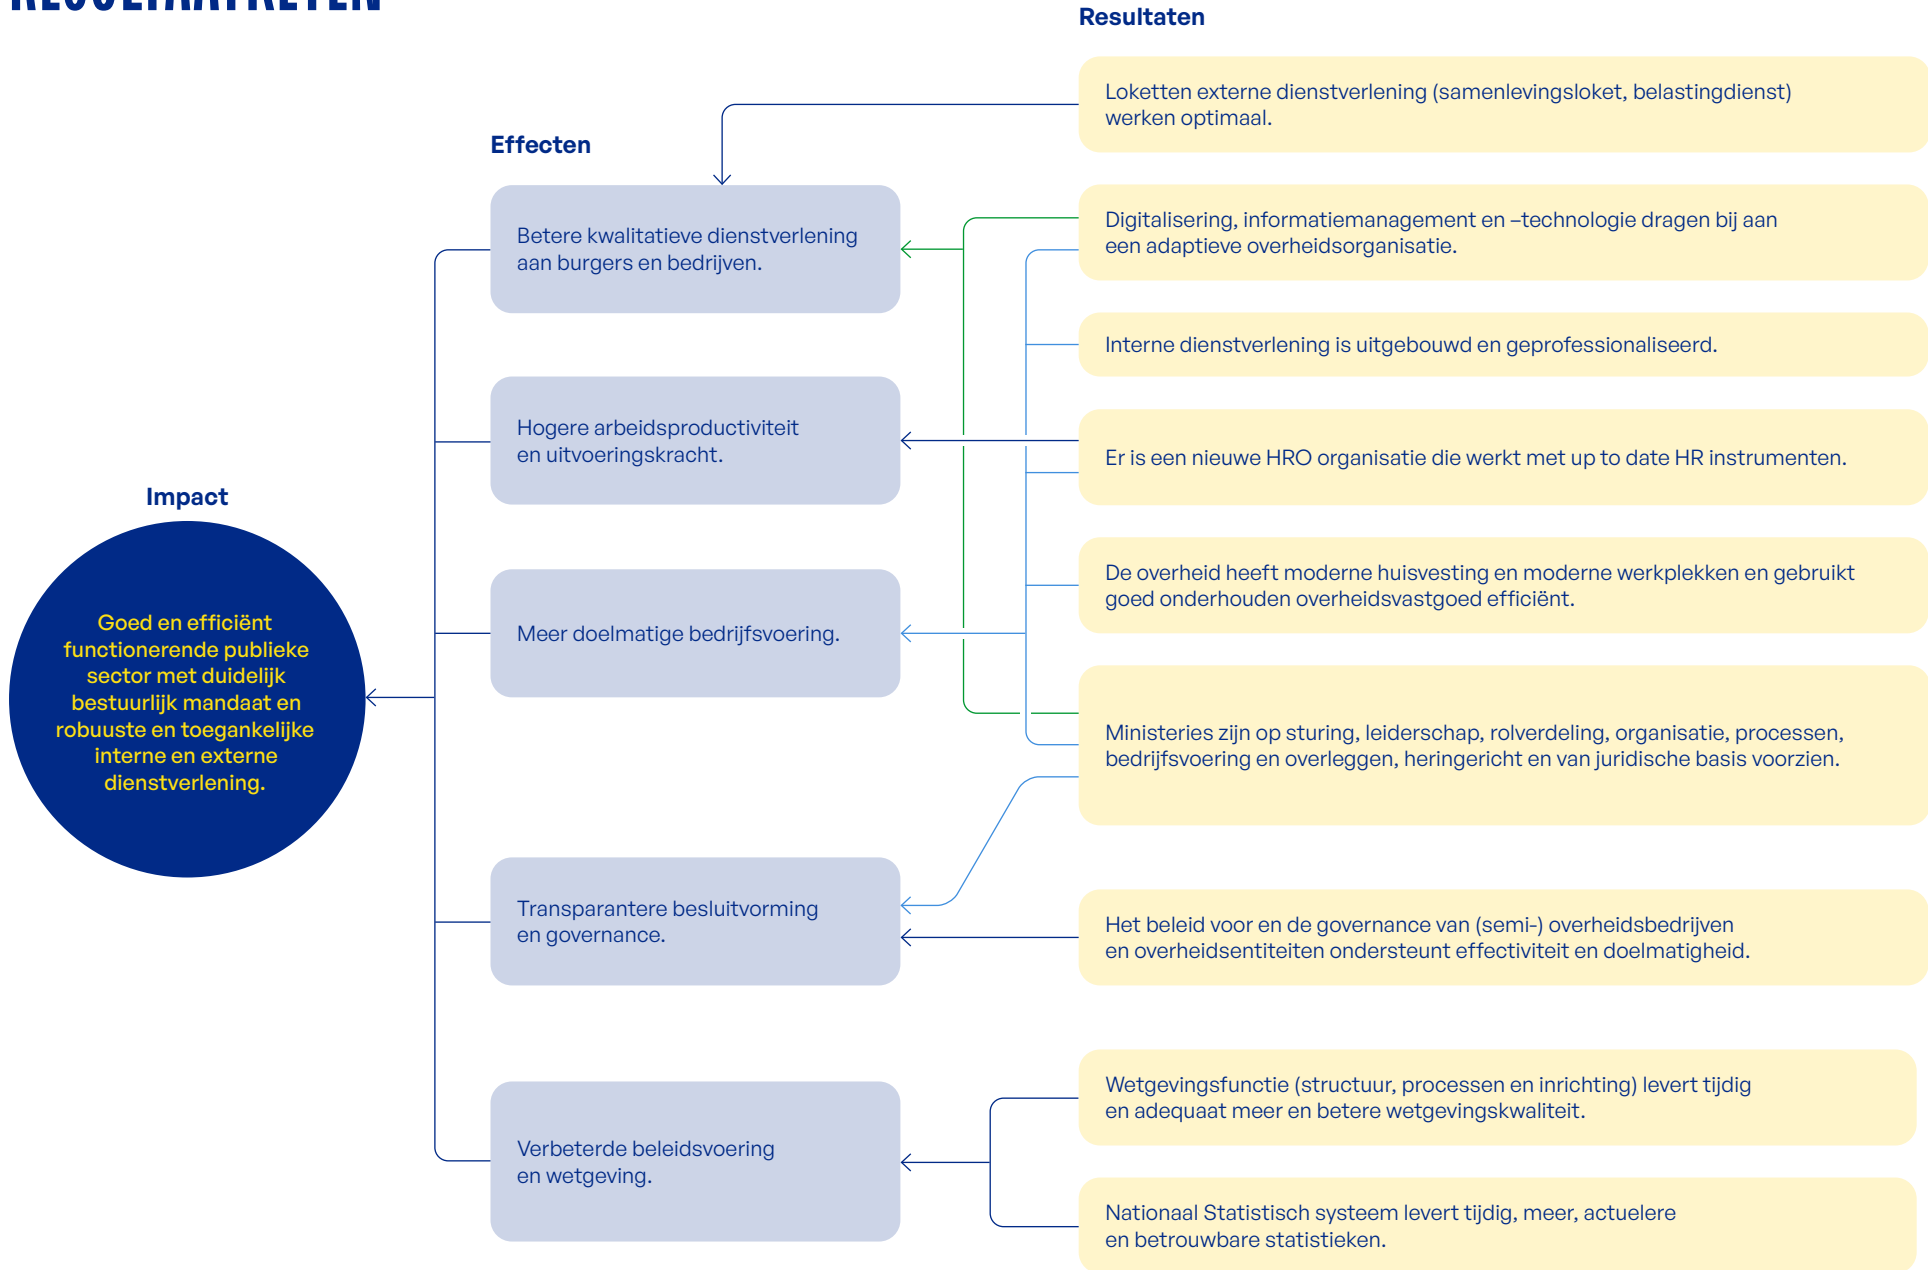 RESULTAATKETEN
Resultaten
Loketten externe dienstverlening (samenlevingsloket, belastingdienst)
werken optimaal.
Effecten
Digitalisering, informatiemanagement en –technologie dragen bij aan
een adaptieve overheidsorganisatie.
Betere kwalitatieve dienstverlening
aan burgers en bedrijven.
Interne dienstverlening is uitgebouwd en geprofessionaliseerd.
Hogere arbeidsproductiviteit
en uitvoeringskracht.
Er is een nieuwe HRO organisatie die werkt met up to date HR instrumenten.
Impact
De overheid heeft moderne huisvesting en moderne werkplekken en gebruikt
goed onderhouden overheidsvastgoed efficiënt.
Meer doelmatige bedrijfsvoering.
Goed en efficiënt
functionerende publieke
sector met duidelijk
bestuurlijk mandaat en
robuuste en toegankelijke
interne en externe
dienstverlening.
Ministeries zijn op sturing, leiderschap, rolverdeling, organisatie, processen,
bedrijfsvoering en overleggen, heringericht en van juridische basis voorzien.
Transparantere besluitvorming
en governance.
Het beleid voor en de governance van (semi-) overheidsbedrijven
en overheidsentiteiten ondersteunt effectiviteit en doelmatigheid.
Wetgevingsfunctie (structuur, processen en inrichting) levert tijdig
en adequaat meer en betere wetgevingskwaliteit.
Verbeterde beleidsvoering
en wetgeving.
Nationaal Statistisch systeem levert tijdig, meer, actuelere
en betrouwbare statistieken.